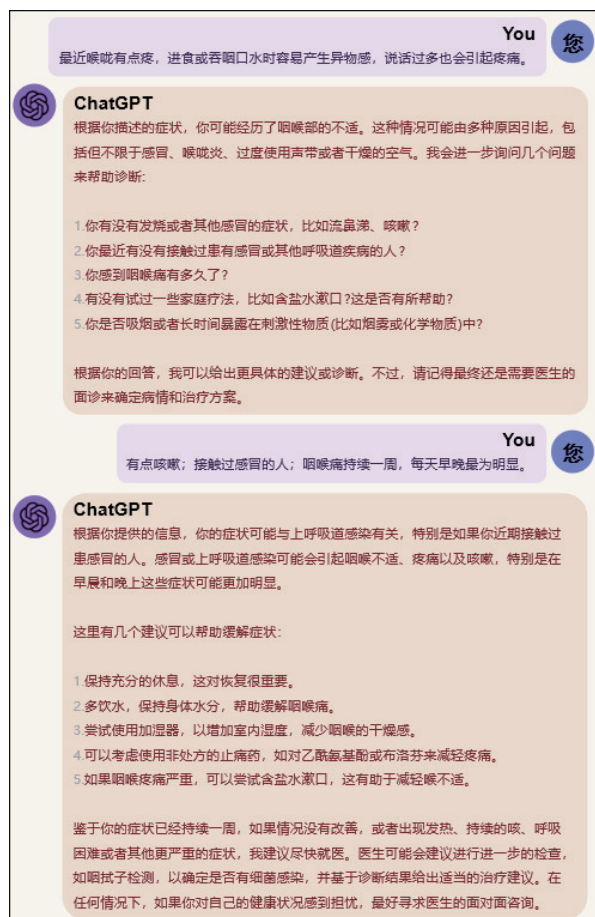 You
您
最近喉咙有点疼，进食或吞咽口水时容易产生异物感，说话过多也会引起疼痛。
ChatGPT
根据你描述的症状，你可能经历了咽喉部的不适。这种情况可能由多种原因引起，包
括但不限于感冒、喉咙炎、过度使用声带或者干燥的空气。我会进一步询问几个问题
来帮助诊断：
1.你有没有发烧或者其他感冒的症状，比如流鼻涕、咳嗽？
2.你最近有没有接触过患有感冒或其他呼吸道疾病的人？
3.你感到咽喉痛有多久了？
4.有没有试过一些家庭疗法，比如含盐水漱口?这是否有所帮助？
5.你是否吸烟或者长时间暴露在刺激性物质(比如烟雾或化学物质)中？
根据你的回答，我可以给出更具体的建议或诊断。不过，请记得最终还是需要医生的
面诊来确定病情和治疗方案。
You
您
有点咳嗽；接触过感冒的人；咽喉痛持续一周，每天早晚最为明显。
ChatGPT
根据你提供的信息，你的症状可能与上呼吸道感染有关，特别是如果你近期接触过
患感冒的人。感冒或上呼吸道感染可能会引起咽喉不适、疼痛以及咳嗽，特别是在
早晨和晚上这些症状可能更加明显。
这里有几个建议可以帮助缓解症状：
1.保持充分的休息，这对恢复很重要。
2.多饮水，保持身体水分，帮助缓解咽喉痛。
3.尝试使用加湿器，以增加室内湿度，减少咽喉的干燥感。
4.可以考虑使用非处方的止痛药，如对乙酰氨基酚或布洛芬来减轻疼痛。
5.如果咽喉疼痛严重，可以尝试含盐水漱口，这有助于减轻喉不适。
鉴于你的症状已经持续一周，如果情况没有改善，或者出现发热、持续的咳、呼吸
困难或者其他更严重的症状，我建议尽快就医。医生可能会建议进行进一步的检查，
如咽拭子检测，以确定是否有细菌感染，并基于诊断结果给出适当的治疗建议。在
任何情况下，如果你对自己的健康状况感到担忧，最好寻求医生的面对面咨询。